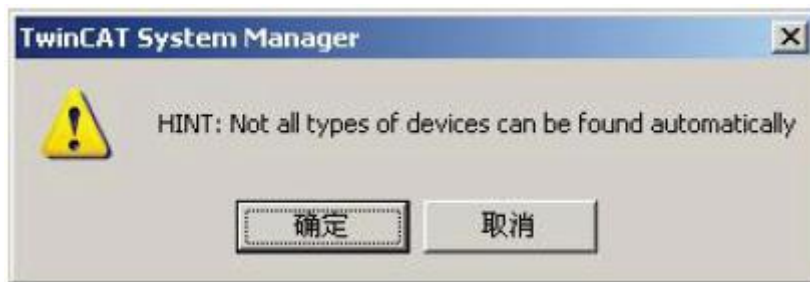 TwinCAT System Manager
HINT: Not all types of devices can be found automatically
确定
取消